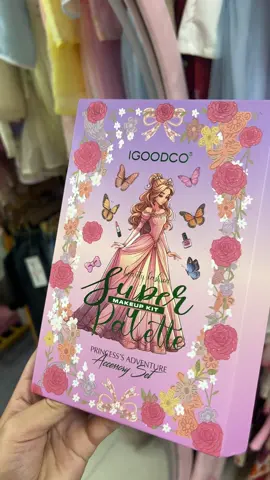 IGOODCO®
Super
MAKEUP KIT
Palette
PRINCESS'S ADVENTURE
Accessory Set